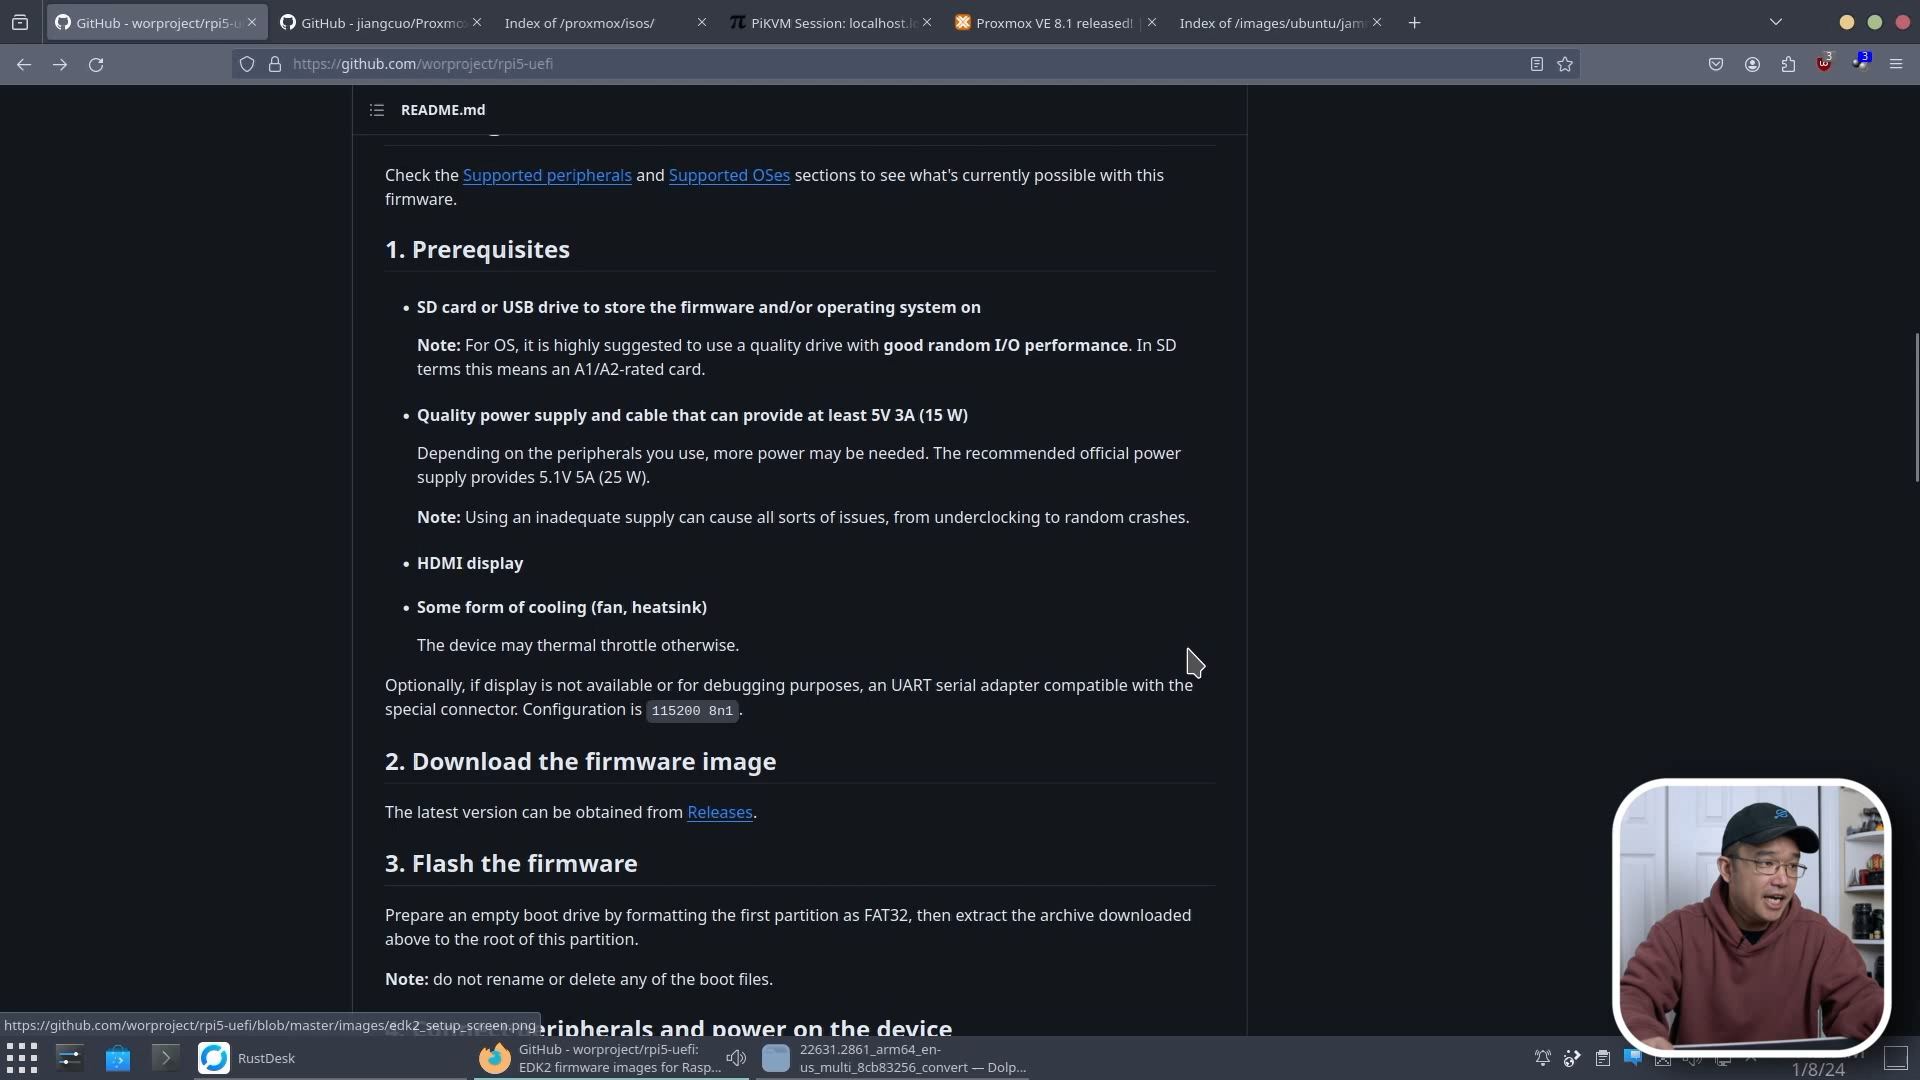 GitHub - worproject/rpi5-u
GitHub - jiangcuo/Proxmo
Index of /proxmox/isos/
PiKVM Session: localhost.lo
Proxmox VE 8.1 released!
Index of /images/ubuntu/jam
https://github.com/worproject/rpi5-uefi
3
3
README.md
Check the Supported peripherals and Supported OSes sections to see what's currently possible with this
firmware.
1. Prerequisites
• SD card or USB drive to store the firmware and/or operating system on
Note: For OS, it is highly suggested to use a quality drive with good random I/O performance. In SD
terms this means an A1/A2-rated card.
• Quality power supply and cable that can provide at least 5V 3A (15 W)
Depending on the peripherals you use, more power may be needed. The recommended official power
supply provides 5.1V 5A (25 W).
Note: Using an inadequate supply can cause all sorts of issues, from underclocking to random crashes.
• HDMI display
• Some form of cooling (fan, heatsink)
The device may thermal throttle otherwise.
Optionally, if display is not available or for debugging purposes, an UART serial adapter compatible with the
special connector. Configuration is 115200 8n1.
2. Download the firmware image
The latest version can be obtained from Releases.
3. Flash the firmware
Prepare an empty boot drive by formatting the first partition as FAT32, then extract the archive downloaded
above to the root of this partition.
Note: do not rename or delete any of the boot files.
peripherals and power on the device
https://github.com/worproject/rpi5-uefi/blob/master/images/edk2_setup_screen.png
RustDesk
GitHub - worproject/rpi5-uefi:
EDK2 firmware images for Rasp...
22631.2861_arm64_en-
us_multi_8cb83256_convert — Dolp...
1/8/24